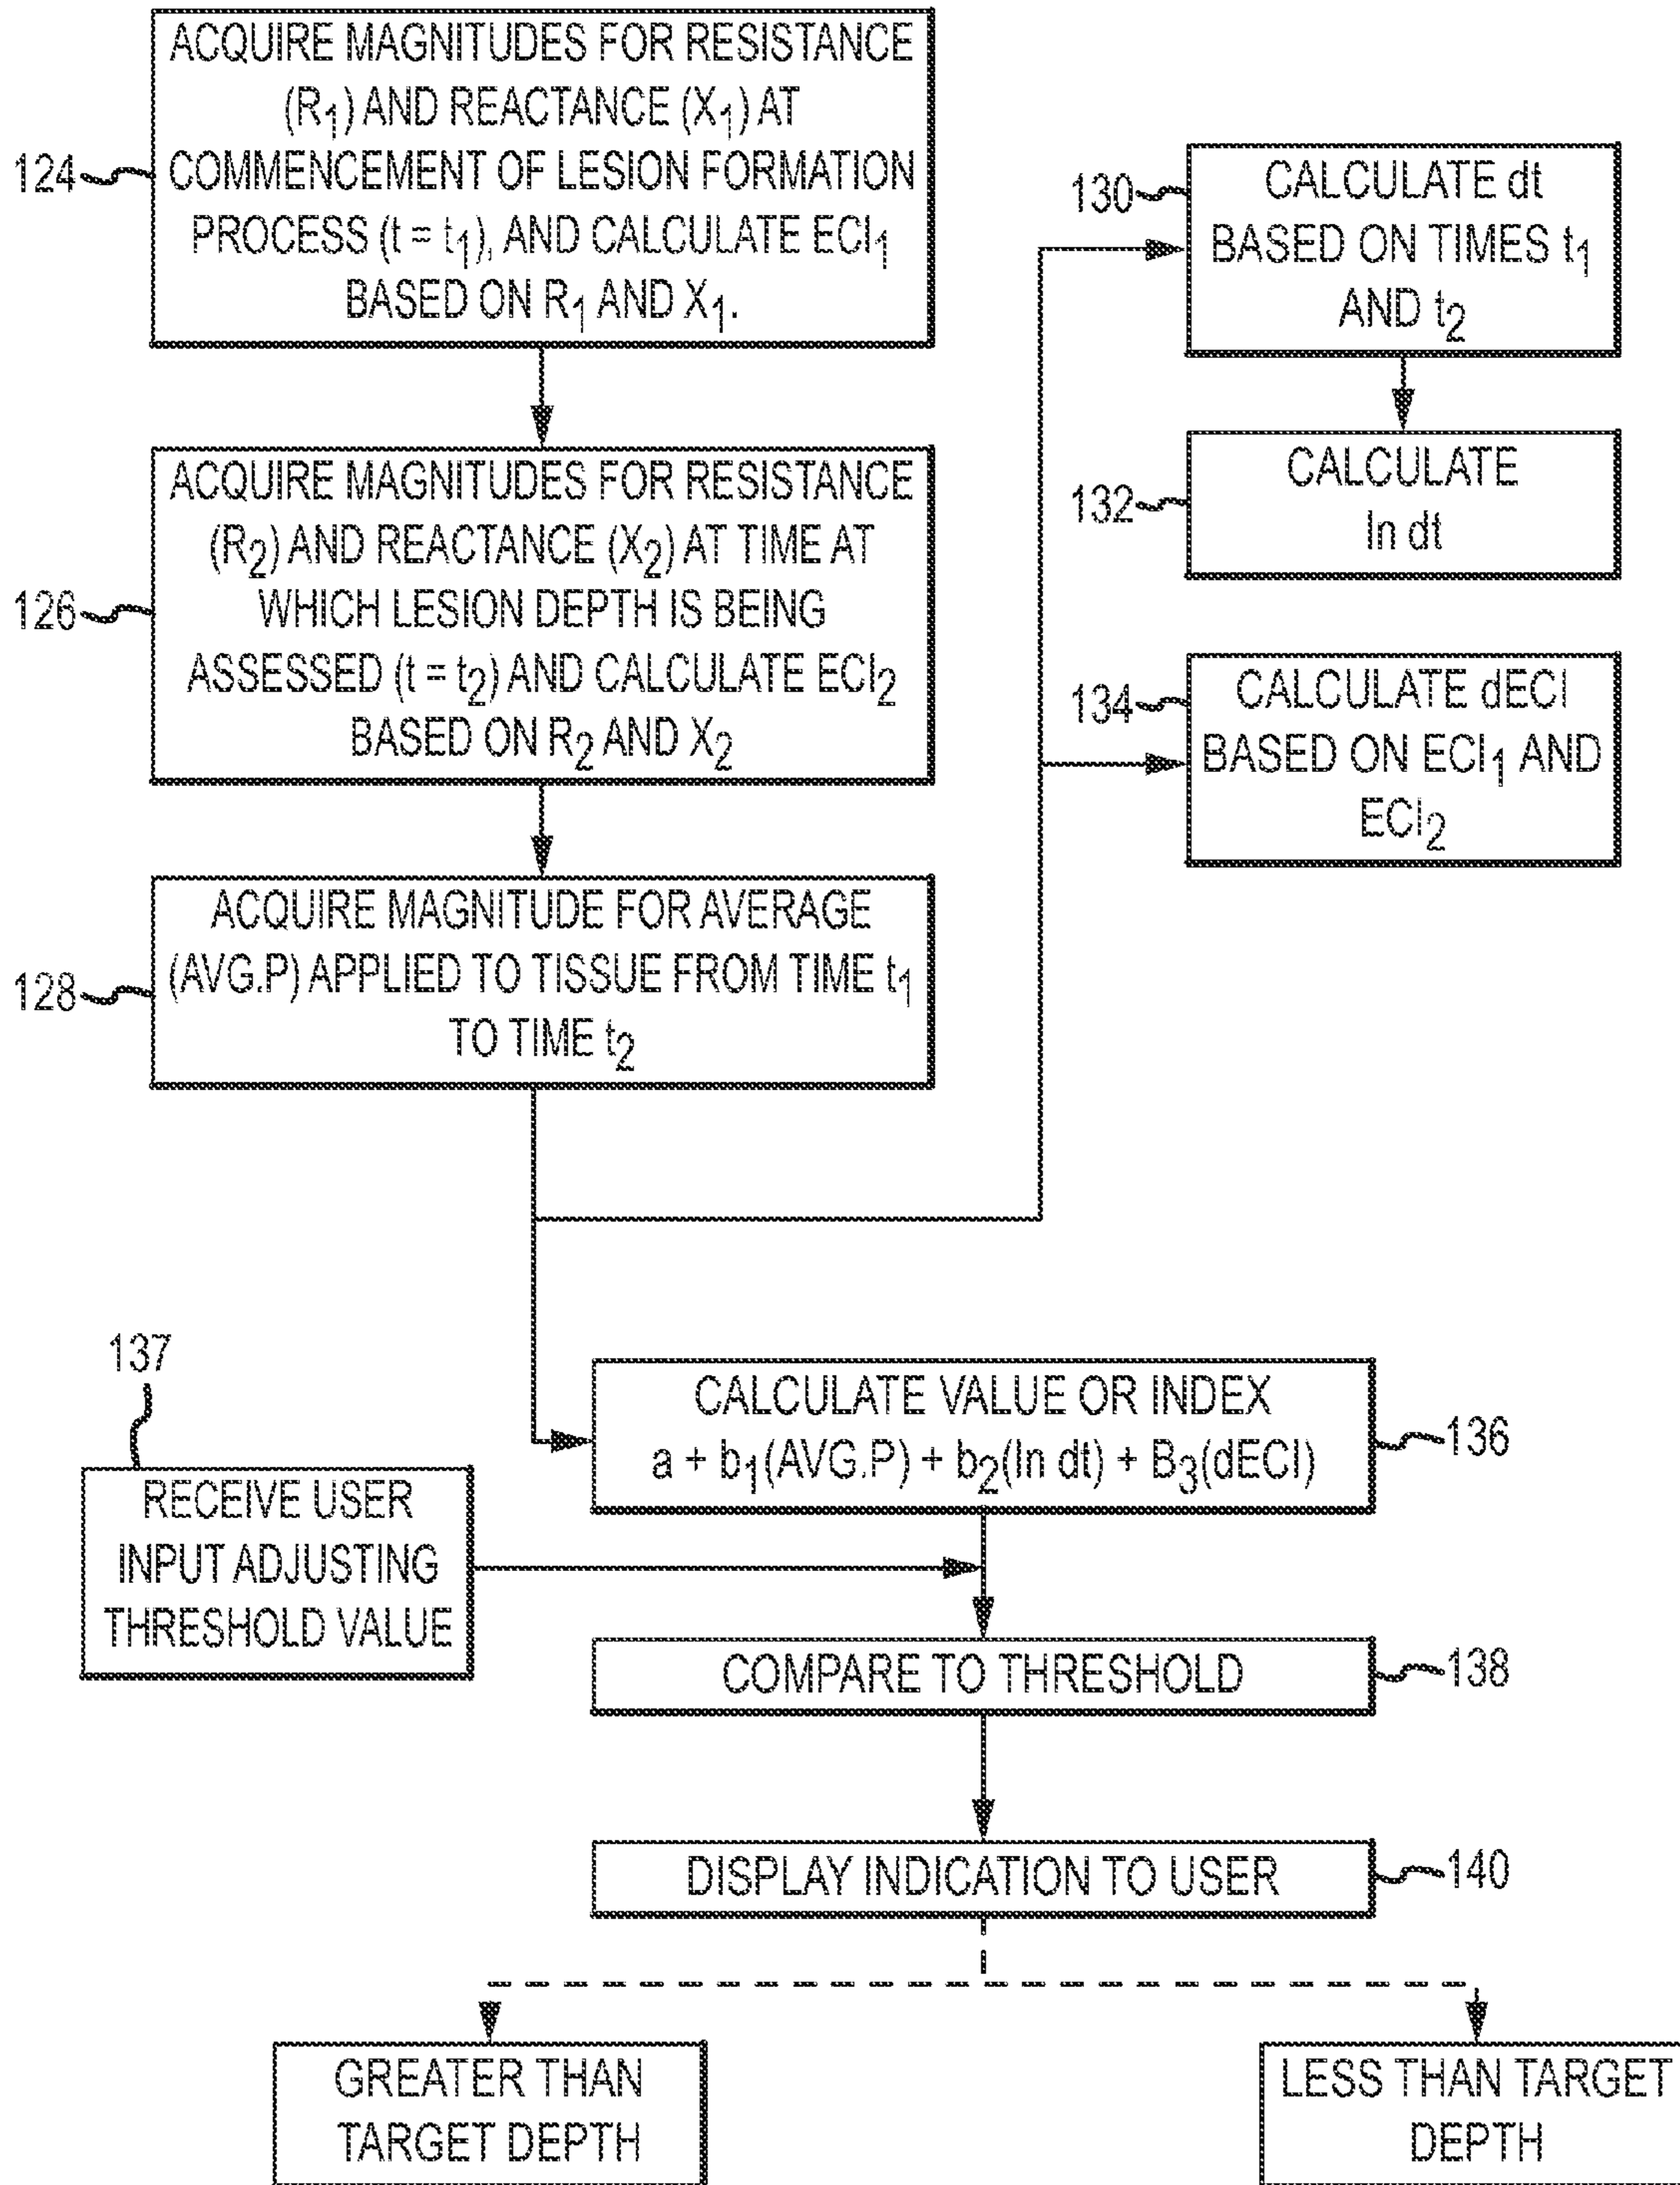 ACQUIRE MAGNITUDES FOR RESISTANCE
(R₁) AND REACTANCE (X₁) AT
COMMENCEMENT OF LESION FORMATION
PROCESS (t = t₁), AND CALCULATE ECI₁
BASED ON R₁ AND X₁.
124
ACQUIRE MAGNITUDES FOR RESISTANCE
(R₂) AND REACTANCE (X₂) AT TIME AT
WHICH LESION DEPTH IS BEING
ASSESSED (t = t₂) AND CALCULATE ECI₂
BASED ON R₂ AND X₂
126
ACQUIRE MAGNITUDE FOR AVERAGE
(AVG.P) APPLIED TO TISSUE FROM TIME t₁
TO TIME t₂
128
130
CALCULATE dt
BASED ON TIMES t₁
AND t₂
132
CALCULATE
ln dt
134
CALCULATE dECI
BASED ON ECI₁ AND
ECI₂
CALCULATE VALUE OR INDEX
a + b₁(AVG.P) + b₂(ln dt) + B₃(dECI)
136
137
RECEIVE USER
INPUT ADJUSTING
THRESHOLD VALUE
COMPARE TO THRESHOLD
138
DISPLAY INDICATION TO USER
140
GREATER THAN
TARGET DEPTH
LESS THAN TARGET
DEPTH